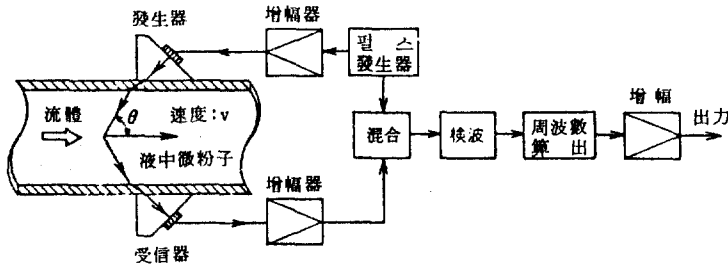 發生器
增幅器
펄스
發生器
流體
θ
速度:v
液中微粉子
混合
檢波
周波數
算出
增幅
出力
增幅器
受信器